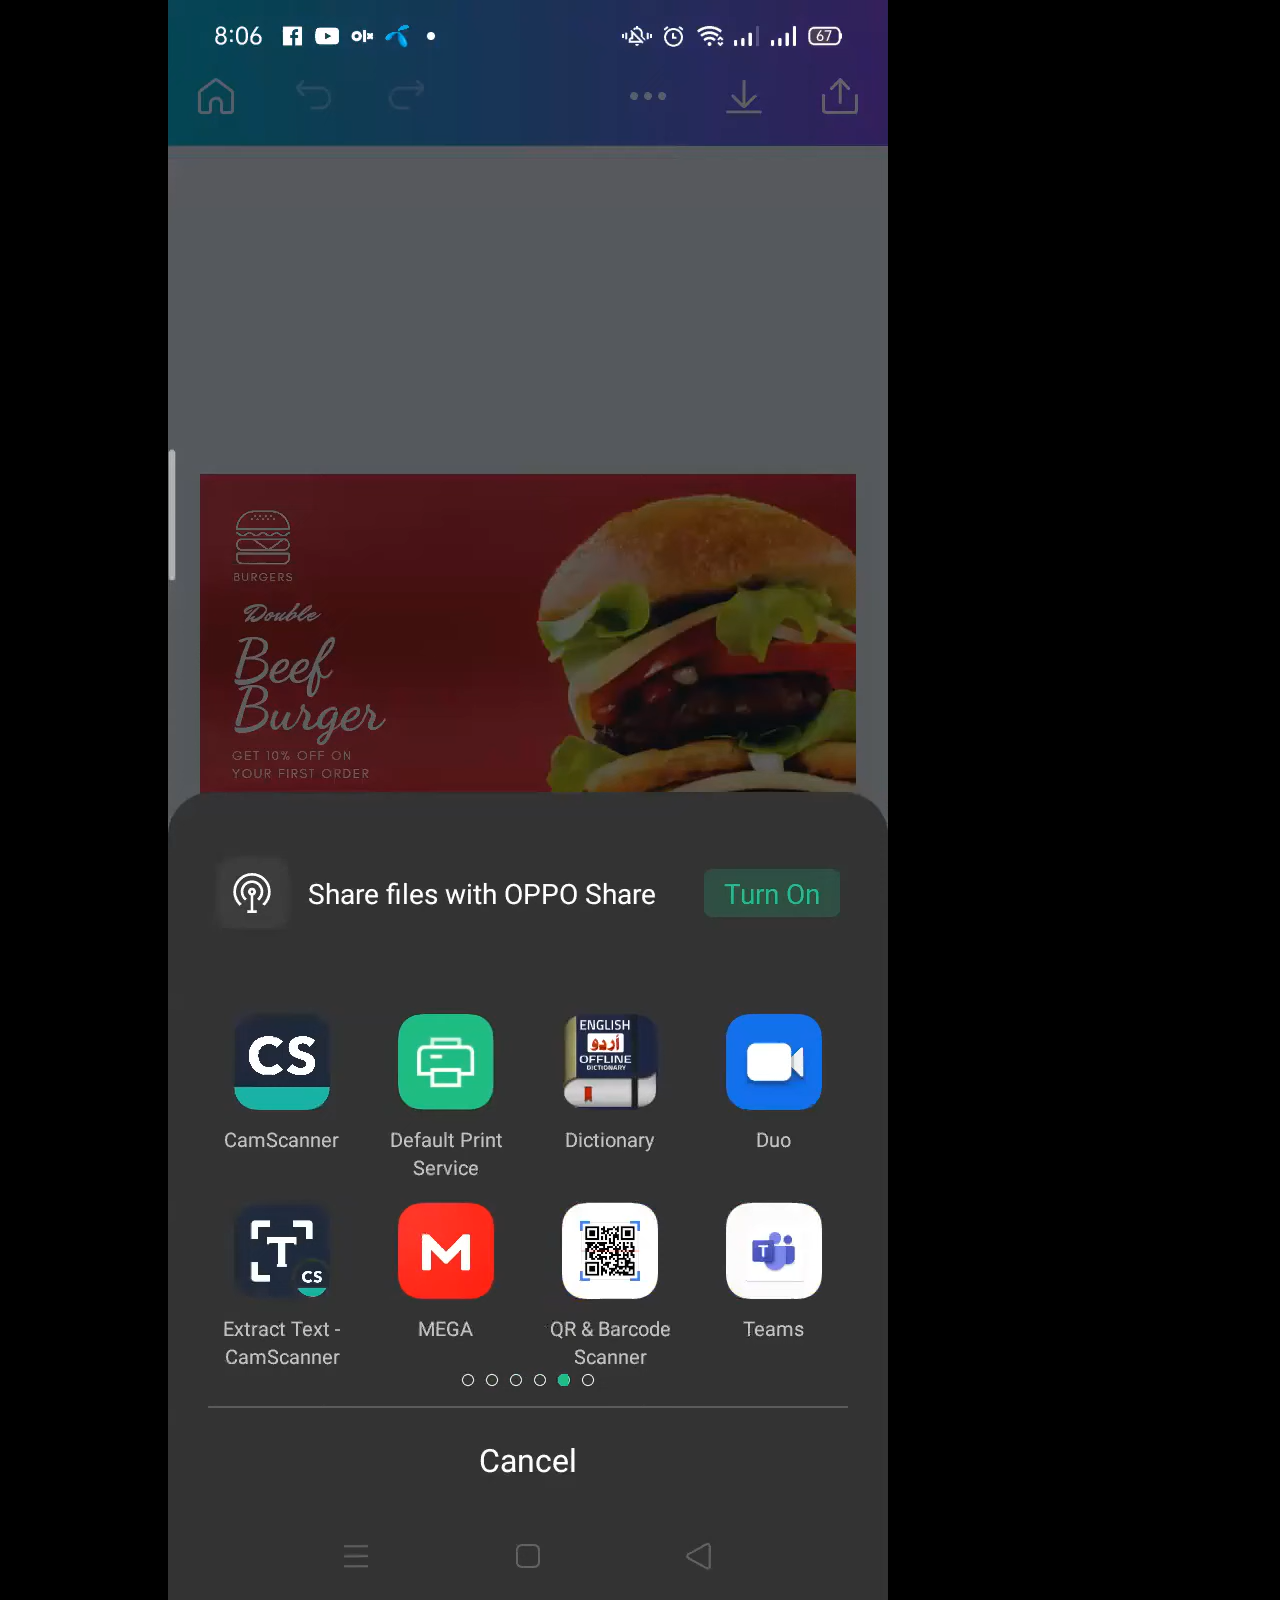 8:06
67
BURGERS
Double
Beef
Burger
GET 10% OFF ON
YOUR FIRST ORDER
Share files with OPPO Share
Turn On
CS
ENGLISH
اُردو
OFFLINE
DICTIONARY
CamScanner
Default Print
Service
Dictionary
Duo
T
CS
M
T
Extract Text -
CamScanner
MEGA
QR & Barcode
Scanner
Teams
Cancel